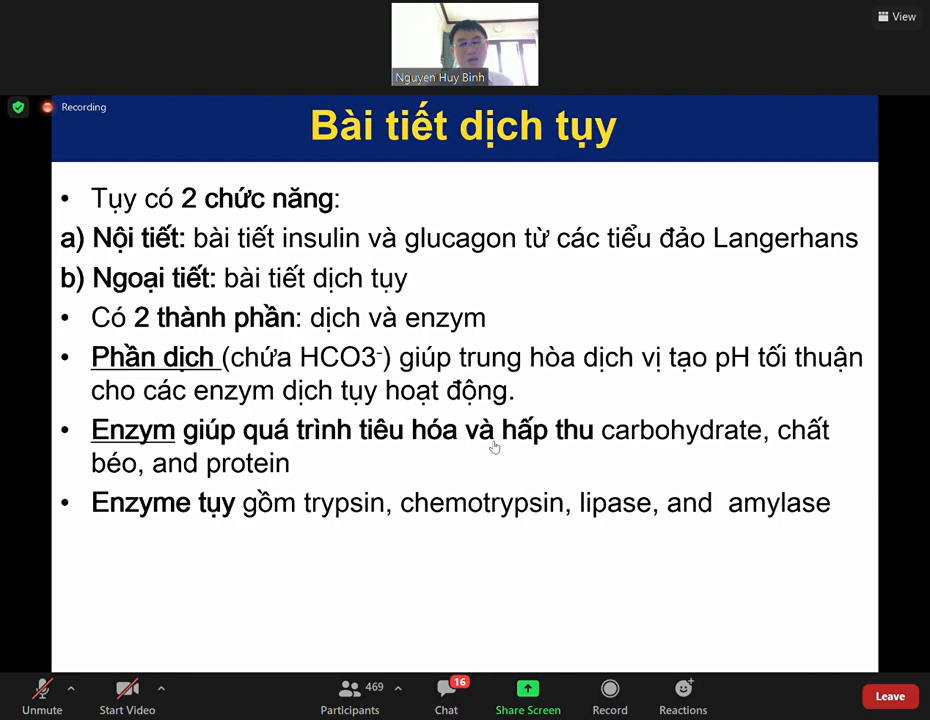 View
Nguyen Huy Binh
Recording
Bài tiết dịch tụy
• Tụy có 2 chức năng:
a) Nội tiết: bài tiết insulin và glucagon từ các tiểu đảo Langerhans
b) Ngoại tiết: bài tiết dịch tụy
• Có 2 thành phần: dịch và enzym
• Phần dịch (chứa HCO3-) giúp trung hòa dịch vị tạo pH tối thuận
cho các enzym dịch tụy hoạt động.
• Enzym giúp quá trình tiêu hóa và hấp thu carbohydrate, chất
béo, and protein
• Enzyme tụy gồm trypsin, chemotrypsin, lipase, and amylase
469
16
Unmute
Start Video
Participants
Chat
Share Screen
Record
Reactions
Leave